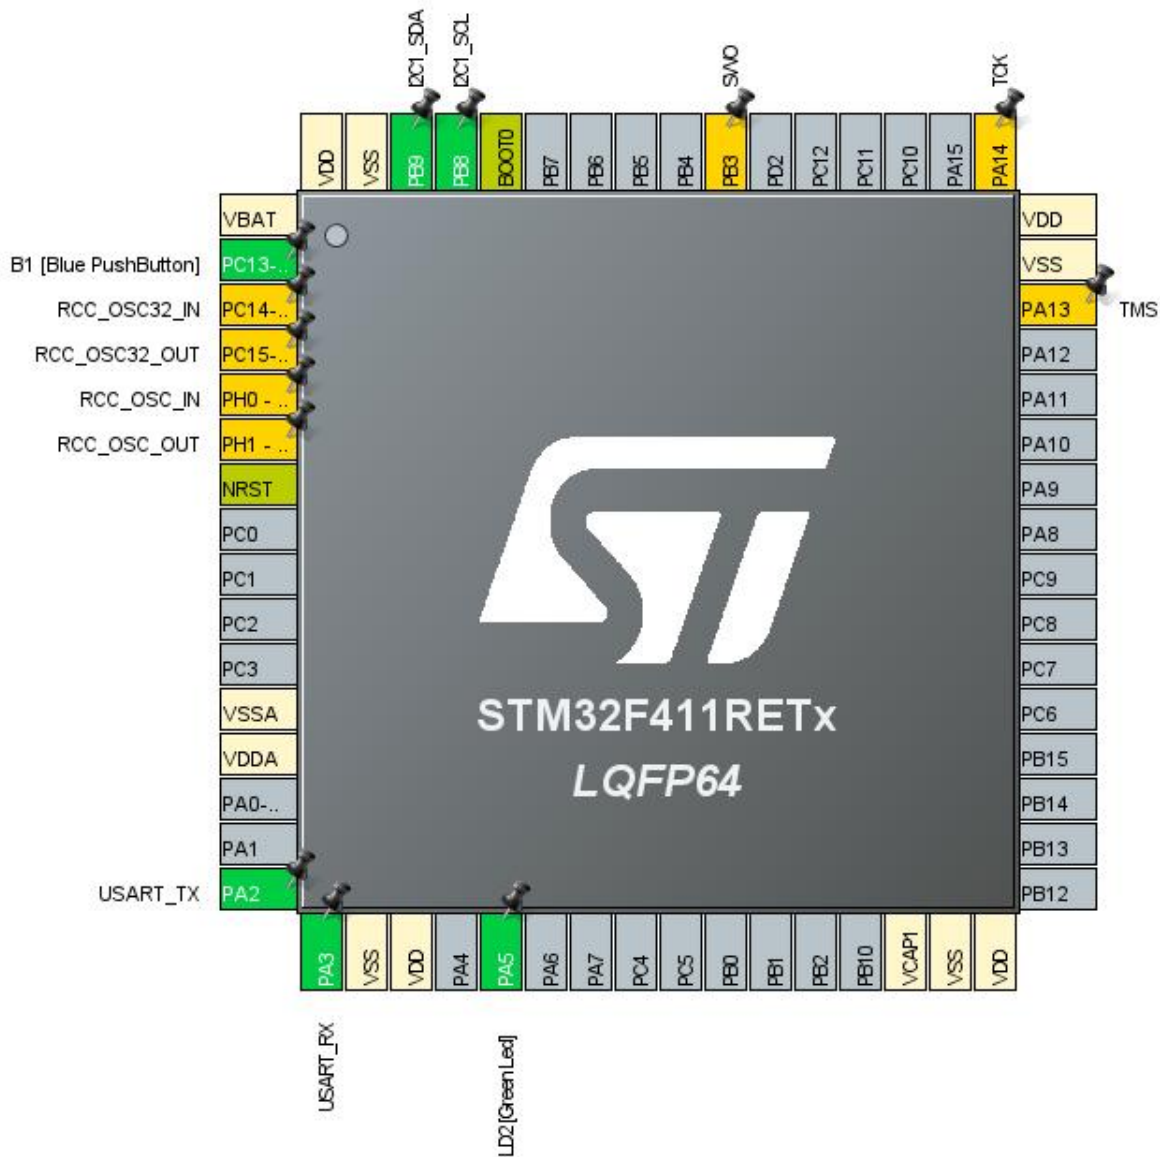 I2C1_SDA
I2C1_SCL
SWO
TCK
VDD
VSS
PB9
PB8
BOOT0
PB7
PB6
PB5
PB4
PB3
PD2
PC12
PC11
PC10
PA15
PA14
VBAT
B1 [Blue PushButton]
PC13-..
RCC_OSC32_IN
PC14-..
RCC_OSC32_OUT
PC15-..
RCC_OSC_IN
PH0 - ..
RCC_OSC_OUT
PH1 - ..
NRST
PC0
PC1
PC2
PC3
VSSA
VDDA
PA0-..
PA1
USART_TX
PA2
VDD
VSS
PA13
TMS
PA12
PA11
PA10
PA9
PA8
PC9
PC8
PC7
PC6
PB15
PB14
PB13
PB12
ST
STM32F411RETx
LQFP64
PA3
VSS
VDD
PA4
PA5
PA6
PA7
PC4
PC5
PB0
PB1
PB2
PB10
VCAP1
VSS
VDD
USART_RX
LD2 [Green Led]